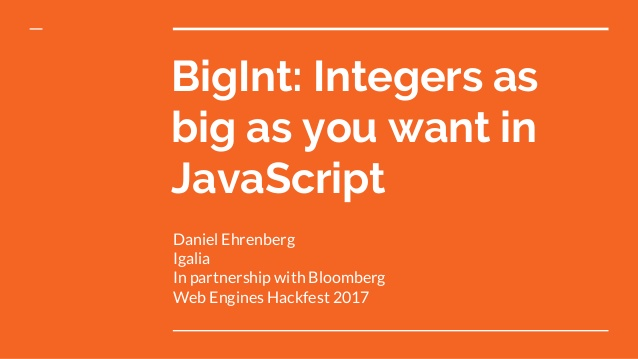 BigInt: Integers as
big as you want in
JavaScript
Daniel Ehrenberg
Igalia
In partnership with Bloomberg
Web Engines Hackfest 2017